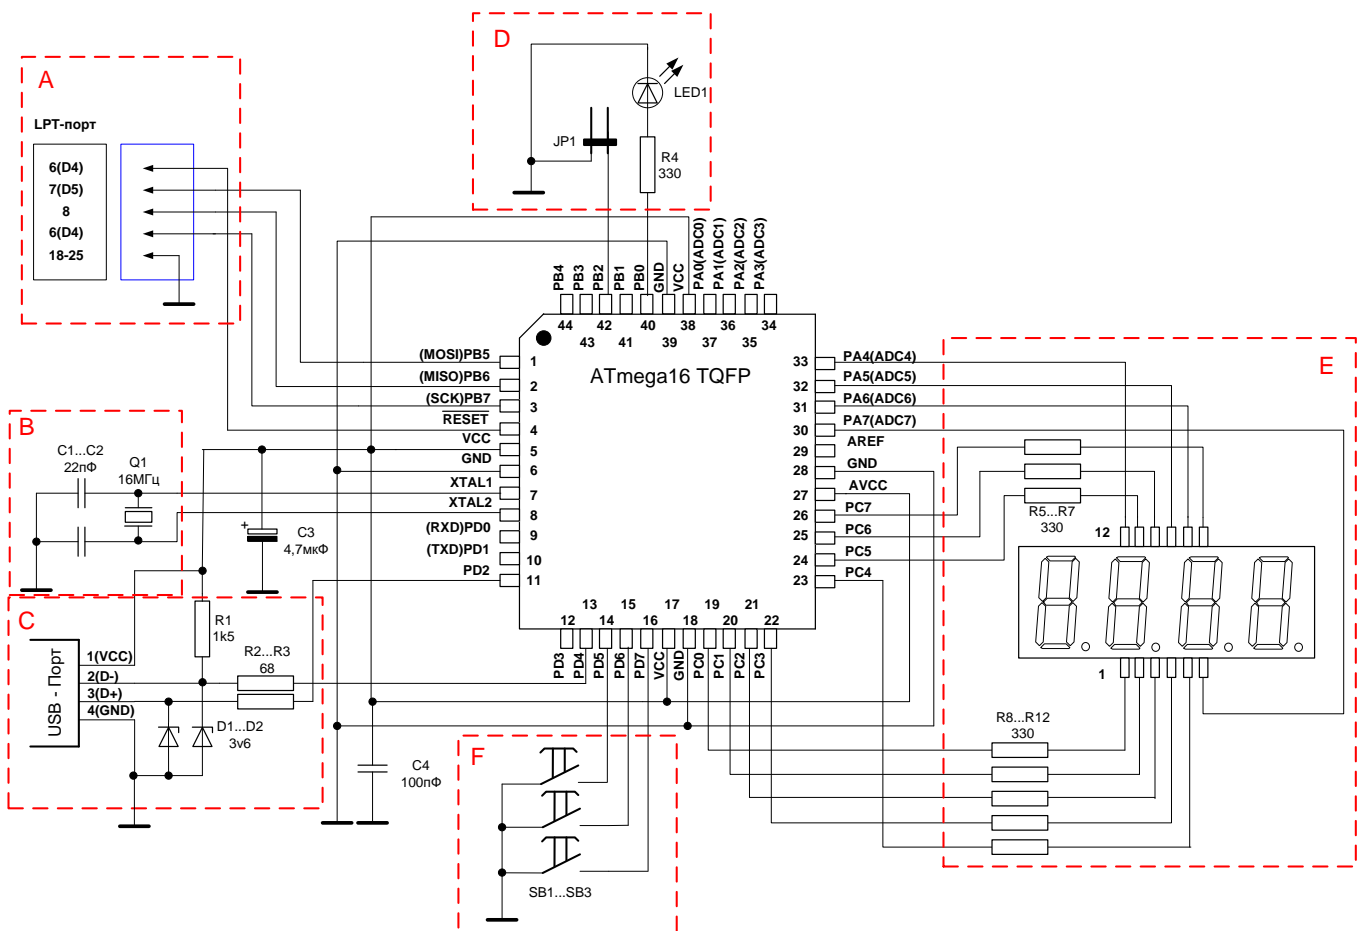 A
LPT-порт
6(D4)
7(D5)
8
6(D4)
18-25
D
LED1
JP1
R4
330
PB4
PB3
PB2
PB1
PB0
GND
VCC
PA0(ADC0)
PA1(ADC1)
PA2(ADC2)
PA3(ADC3)
44
43
42
41
40
39
38
37
36
35
34
ATmega16 TQFP
(MOSI)PB5
1
(MISO)PB6
2
(SCK)PB7
3
RESET
4
VCC
5
GND
6
XTAL1
7
XTAL2
8
(RXD)PD0
9
(TXD)PD1
10
PD2
11
33
PA4(ADC4)
32
PA5(ADC5)
31
PA6(ADC6)
30
PA7(ADC7)
29
AREF
28
GND
27
AVCC
26
PC7
25
PC6
24
PC5
23
PC4
12
13
14
15
16
17
18
19
20
21
22
PD3
PD4
PD5
PD6
PD7
VCC
GND
PC0
PC1
PC2
PC3
B
C1...C2
22пФ
Q1
16МГц
+
C3
4,7мкФ
C
USB - Порт
1(VCC)
2(D-)
3(D+)
4(GND)
R1
1k5
R2...R3
68
D1...D2
3v6
C4
100пФ
F
SB1...SB3
E
R5...R7
330
12
1
R8...R12
330